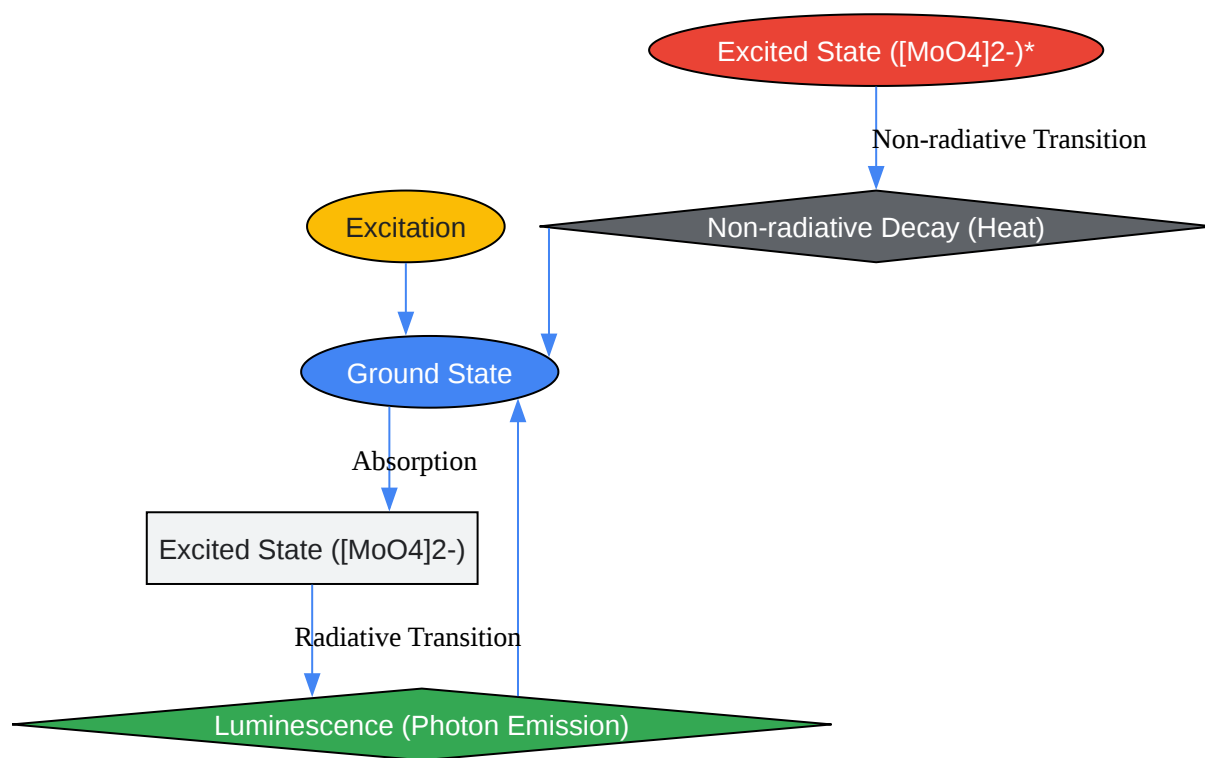 Excited State ([MoO4]2-)*
Non-radiative Transition
Excitation
Non-radiative Decay (Heat)
Ground State
Absorption
Excited State ([MoO4]2-)
Radiative Transition
Luminescence (Photon Emission)